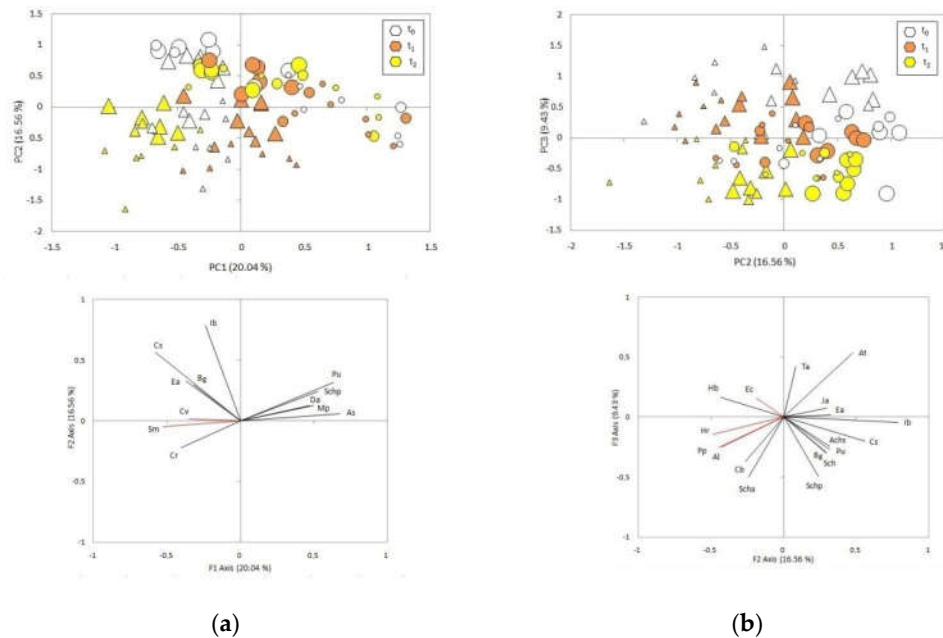 1.5
1
0.5
0
-0.5
-1
-1.5
-2
PC2 (16.56 %)
-1.5 -1 -0.5 0 0.5 1 1.5
PC1 (20.04 %)
t0
t1
t2
2
1.5
1
0.5
0
-0.5
-1
-1.5
PC3 (9.43 %)
-2 -1.5 -1 -0.5 0 0.5 1 1.5
PC2 (16.56 %)
t0
t1
t2
1
0.5
0
-0.5
-1
F2 Axis (16.56 %)
Ib
Cs
Ea
Bg
Pu
Schp
Da
Mp
As
Cv
Sm
Cr
-1 -0.5 0 0.5 1
F1 Axis (20.04 %)
1
0.5
0
-0.5
-1
F3 Axis (9.43 %)
At
Ta
Hb
Ec
Ja
Ea
Ib
Hr
Achs
Cs
Pp
Pu
Al
Bg
Sch
Cb
Scha
Schp
-1 -0.5 0 0.5 1
F2 Axis (16.56 %)
(a) (b)